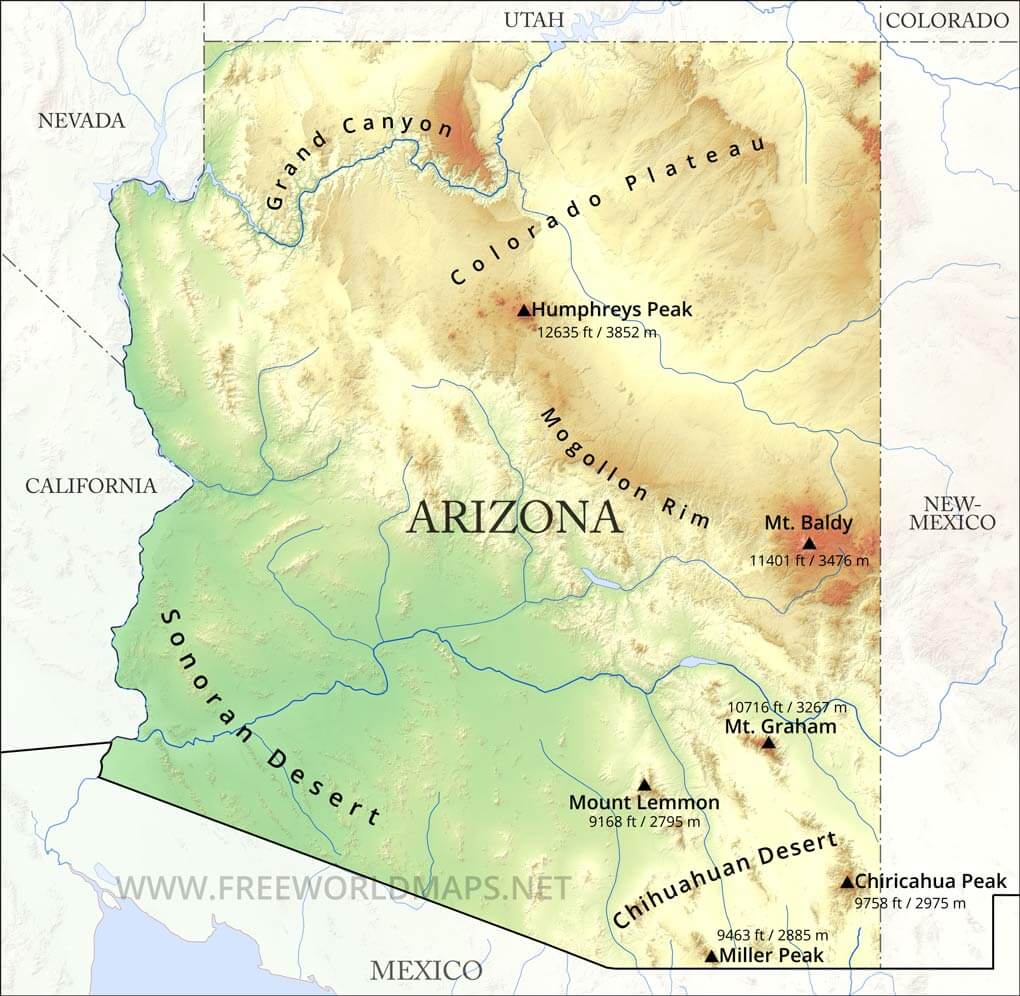 UTAH
COLORADO
NEVADA
Grand Canyon
Colorado Plateau
Humphreys Peak
12635 ft / 3852 m
Mogollon Rim
CALIFORNIA
ARIZONA
NEW-
MEXICO
Mt. Baldy
11401 ft / 3476 m
Sonoran Desert
10716 ft / 3267 m
Mt. Graham
Mount Lemmon
9168 ft / 2795 m
Chihuahuan Desert
Chiricahua Peak
9758 ft / 2975 m
WWW.FREEWORLDMAPS.NET
9463 ft / 2885 m
Miller Peak
MEXICO